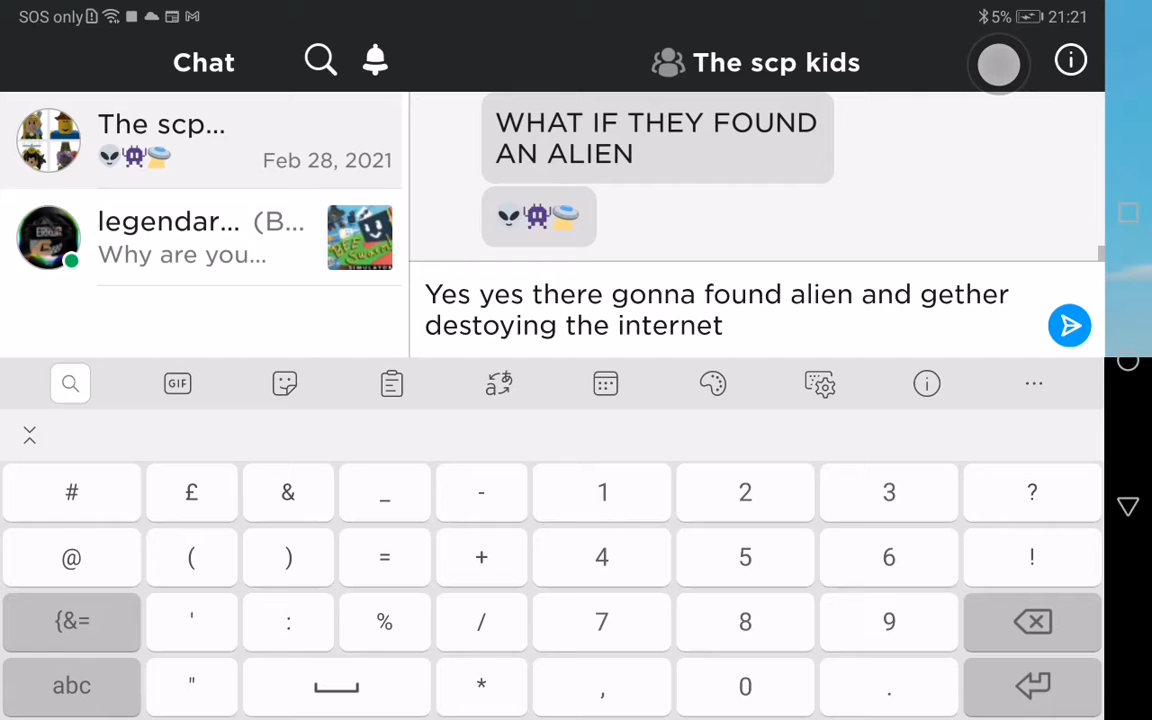 SOS only 5% 21:21
Chat
The scp kids
The scp...
👽👾🛸 Feb 28, 2021
legendar... (B...
Why are you...
WHAT IF THEY FOUND
AN ALIEN
👽👾🛸
Yes yes there gonna found alien and gether
destoying the internet
GIF
# £ & _ - 1 2 3 ?
@ ( ) = + 4 5 6 !
{&= ' : % / 7 8 9
abc " * , 0 .